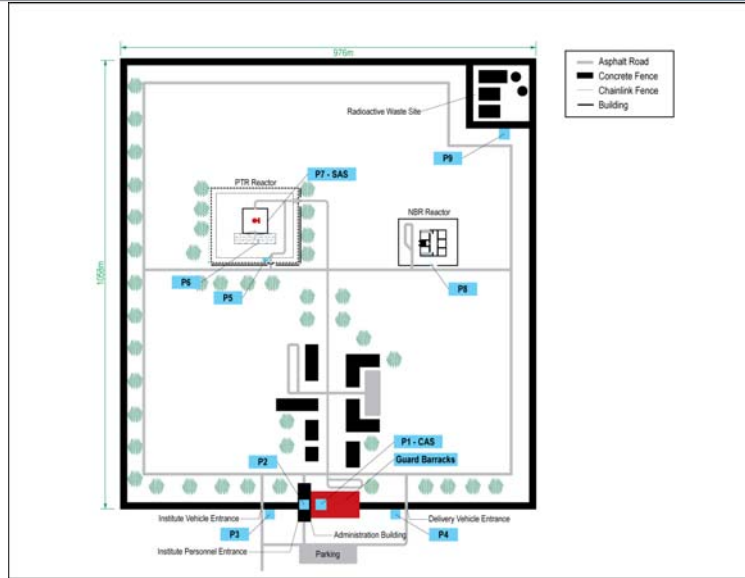 976m
1058m
Asphalt Road
Concrete Fence
Chainlink Fence
Building
Radioactive Waste Site
P9
P7 - SAS
PTR Reactor
NBR Reactor
P6
P5
P8
P1 - CAS
P2
Guard Barracks
Institute Vehicle Entrance
Delivery Vehicle Entrance
P3
Administration Building
P4
Institute Personnel Entrance
Parking